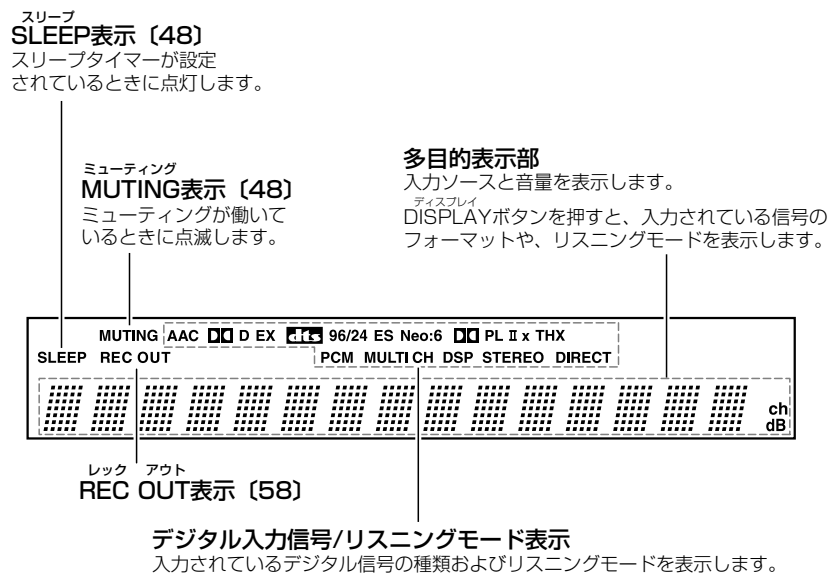 スリープ
SLEEP表示〔48〕
スリープタイマーが設定
されているときに点灯します。
ミューティング
MUTING表示〔48〕
ミューティングが働いて
いるときに点滅します。
多目的表示部
入力ソースと音量を表示します。
ディスプレイ
DISPLAYボタンを押すと、入力されている信号の
フォーマットや、リスニングモードを表示します。
MUTING AAC DD D EX dts 96/24 ES Neo:6 DD PL II x THX
SLEEP REC OUT PCM MULTI CH DSP STEREO DIRECT
ch
dB
レック アウト
REC OUT表示〔58〕
デジタル入力信号/リスニングモード表示
入力されているデジタル信号の種類およびリスニングモードを表示します。